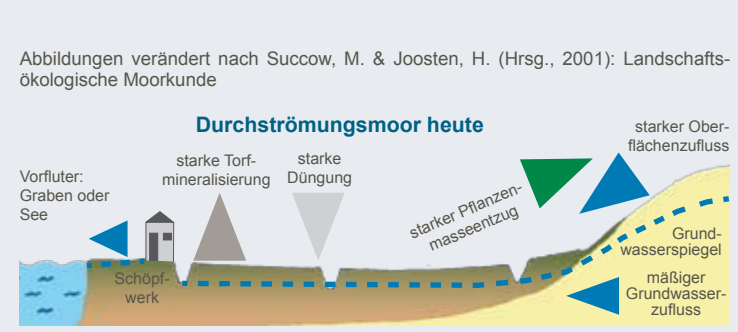 Abbildungen verändert nach Succow, M. & Joosten, H. (Hrsg., 2001): Landschafts-
ökologische Moorkunde
Durchströmungsmoor heute
Vorfluter:
Graben oder
See
starke Torf-
mineralisierung
starke
Düngung
starker Pflanzen-
masseentzug
starker Ober-
flächenzufluss
Schöpf-
werk
Grund-
wasserspiegel
mäßiger
Grundwasser-
zufluss